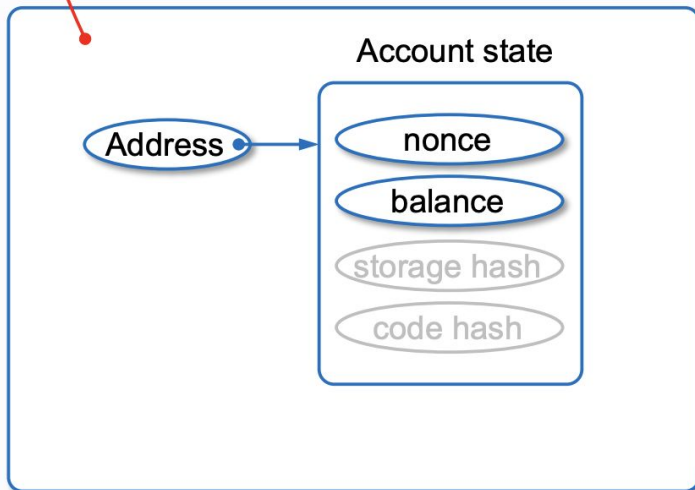 Account state
Address
nonce
balance
storage hash
code hash